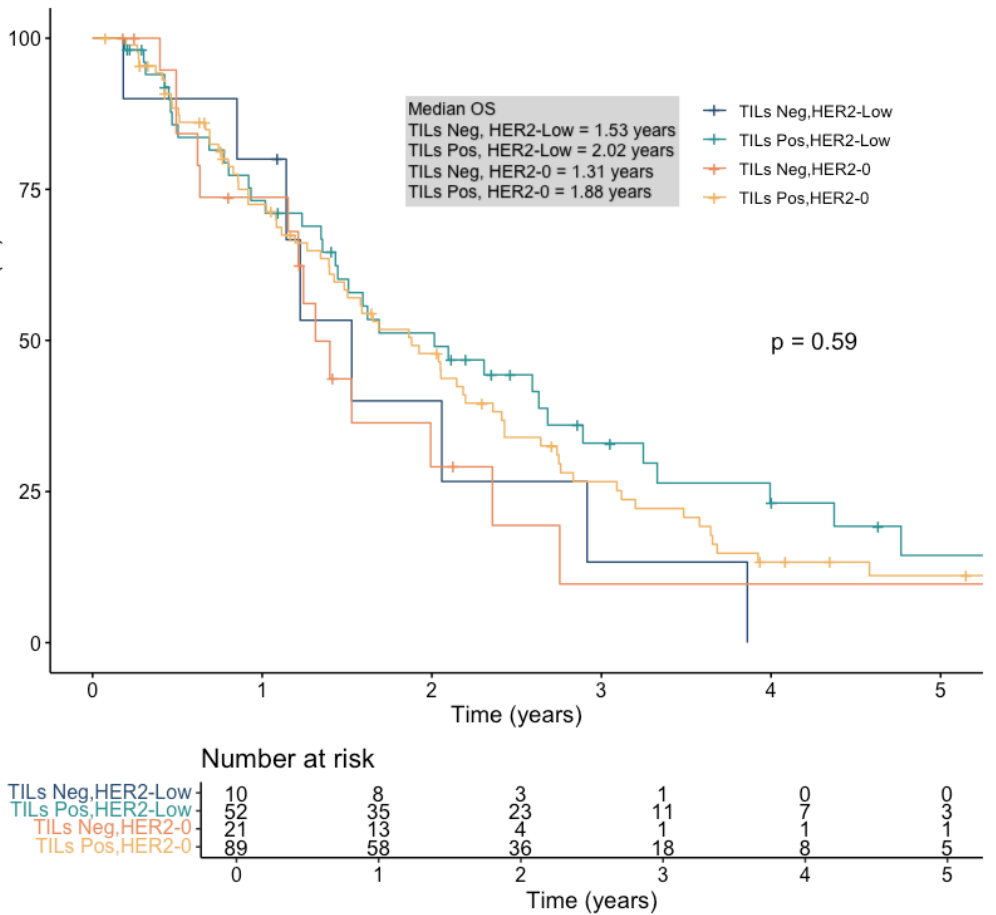 100
75
50
25
0
Median OS
TILs Neg, HER2-Low = 1.53 years
TILs Pos, HER2-Low = 2.02 years
TILs Neg, HER2-0 = 1.31 years
TILs Pos, HER2-0 = 1.88 years
TILs Neg,HER2-Low
TILs Pos,HER2-Low
TILs Neg,HER2-0
TILs Pos,HER2-0
p = 0.59
0 1 2 3 4 5
Time (years)
Number at risk
TILs Neg,HER2-Low 10 8 3 1 0 0
TILs Pos,HER2-Low 52 35 23 11 7 3
TILs Neg,HER2-0 21 13 4 1 1 1
TILs Pos,HER2-0 89 58 36 18 8 5
0 1 2 3 4 5
Time (years)